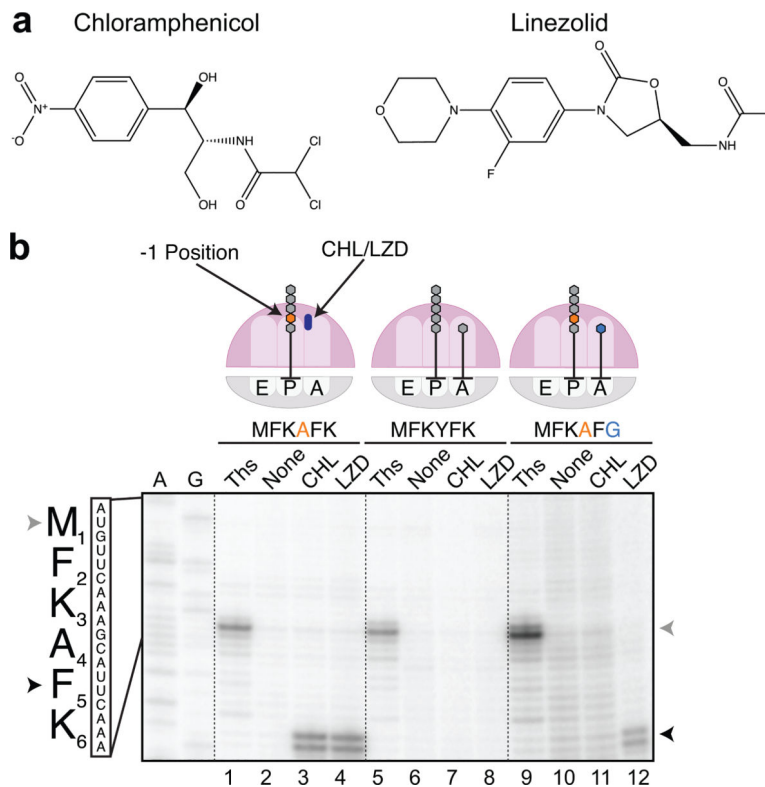 a
Chloramphenicol
Linezolid
OH
O
N+
-O
NH
Cl
OH
O
Cl
O
O
O
N
N
F
O
NH
b
-1 Position
CHL/LZD
E P A
E P A
E P A
MFKAFK
MFKYFK
MFKAFG
A G Ths None CHL LZD Ths None CHL LZD Ths None CHL LZD
M1
F2
K3
A4
F5
K6
AUGUUCAAAGCAUUCAAA
1 2 3 4 5 6 7 8 9 10 11 12